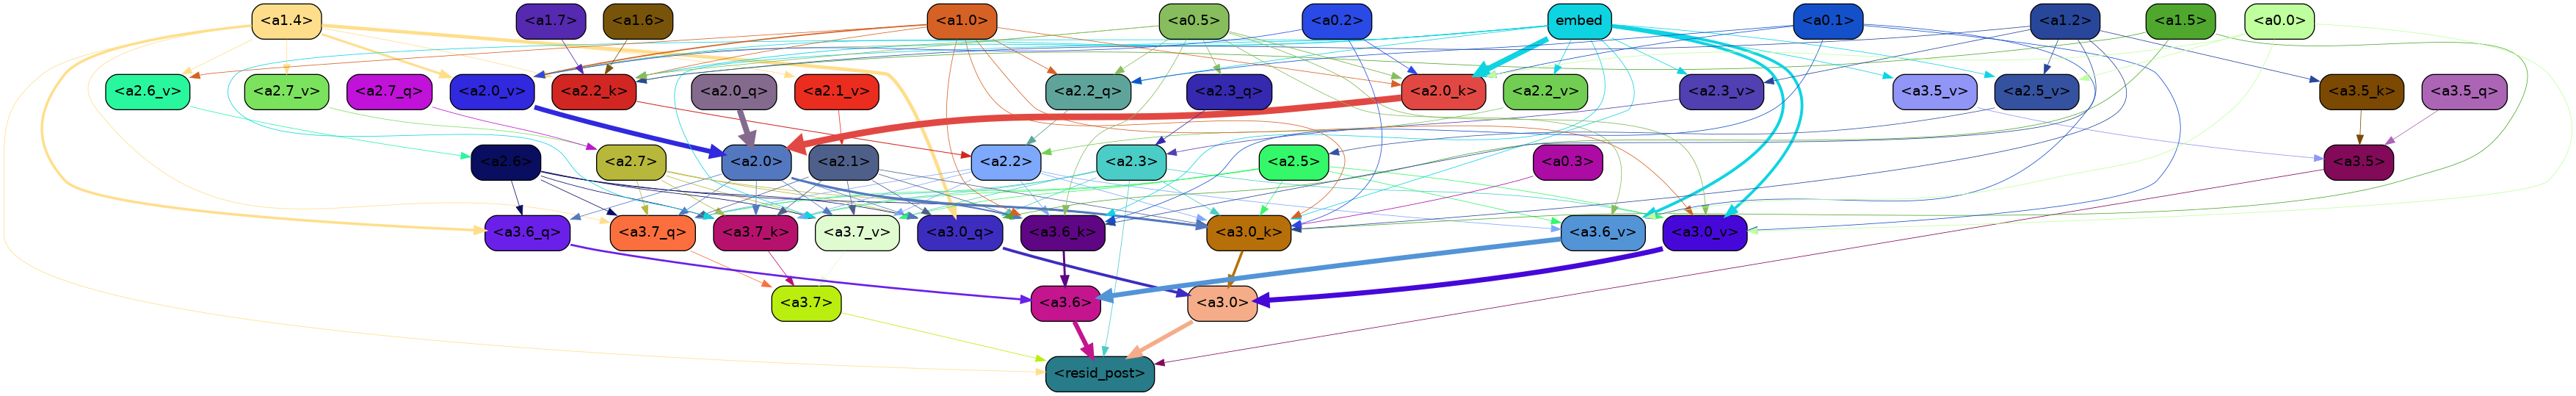 <a1.4> <a1.7> <a1.6> <a1.0> <a0.5> <a0.2> embed <a0.1> <a1.2> <a1.5> <a0.0>
<a2.6_v> <a2.7_v> <a2.7_q> <a2.0_v> <a2.2_k> <a2.0_q> <a2.1_v> <a2.2_q> <a2.3_q> <a2.0_k> <a2.2_v> <a2.3_v> <a3.5_v> <a2.5_v> <a3.5_k> <a3.5_q>
<a2.6> <a2.7> <a2.0> <a2.1> <a2.2> <a2.3> <a2.5> <a0.3> <a3.5>
<a3.6_q> <a3.7_q> <a3.7_k> <a3.7_v> <a3.0_q> <a3.6_k> <a3.0_k> <a3.6_v> <a3.0_v>
<a3.7> <a3.6> <a3.0>
<resid_post>